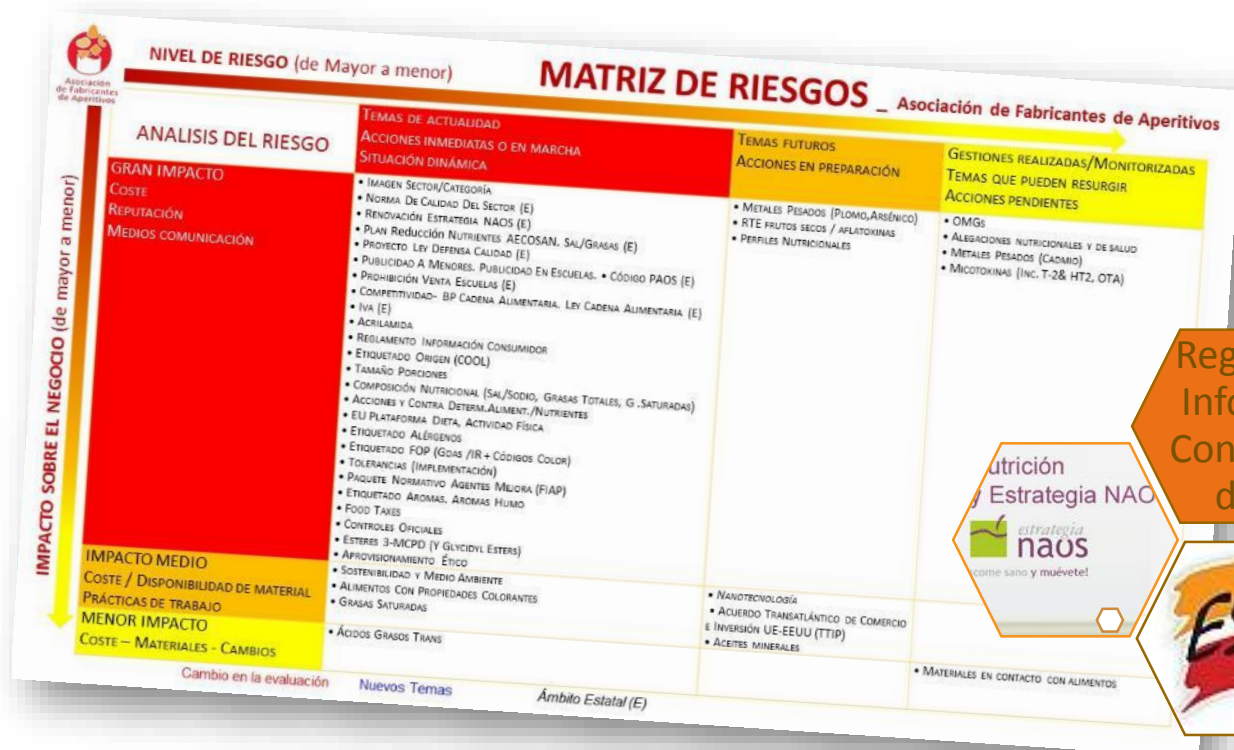 Asociación
de Fabricantes
de Aperitivos
NIVEL DE RIESGO (de Mayor a menor)
MATRIZ DE RIESGOS _ Asociación de Fabricantes de Aperitivos
IMPACTO SOBRE EL NEGOCIO (de mayor a menor)
ANALISIS DEL RIESGO
TEMAS DE ACTUALIDAD
ACCIONES INMEDIATAS O EN MARCHA
SITUACIÓN DINÁMICA
TEMAS FUTUROS
ACCIONES EN PREPARACIÓN
GESTIONES REALIZADAS/MONITORIZADAS
TEMAS QUE PUEDEN RESURGIR
ACCIONES PENDIENTES
GRAN IMPACTO
COSTE
REPUTACIÓN
MEDIOS COMUNICACIÓN
• IMAGEN SECTOR/CATEGORÍA
• NORMA DE CALIDAD DEL SECTOR (E)
• RENOVACIÓN ESTRATEGIA NAOS (E)
• PLAN Reducción NUTRIENTES AECOSAN. SAL/GRASAS (E)
• PROYECTO LEY DEFENSA CALIDAD (E)
• PUBLICIDAD A MENORES. PUBLICIDAD EN ESCUELAS. • CÓDIGO PAOS (E)
• PROHIBICIÓN VENTA ESCUELAS (E)
• COMPETITIVIDAD- BP CADENA ALIMENTARIA. LEY CADENA ALIMENTARIA (E)
• IVA (E)
• ACRILAMIDA
• REGLAMENTO INFORMACIÓN CONSUMIDOR
• ETIQUETADO ORIGEN (COOL)
• TAMAÑO PORCIONES
• COMPOSICIÓN NUTRICIONAL (SAL/SODIO, GRASAS TOTALES, G .SATURADAS)
• ACCIONES Y CONTRA DETERM.ALIMENT./NUTRIENTES
• EU PLATAFORMA DIETA, ACTIVIDAD FÍSICA
• ETIQUETADO ALÉRGENOS
• ETIQUETADO FOP (GDAS /IR + CÓDIGOS COLOR)
• TOLERANCIAS (IMPLEMENTACIÓN)
• PAQUETE NORMATIVO AGENTES MEJORA (FIAP)
• ETIQUETADO AROMAS. AROMAS HUMO
• FOOD TAXES
• CONTROLES OFICIALES
• ESTERES 3-MCPD (Y GLYCIDYL ESTERS)
• APROVISIONAMIENTO ÉTICO
• METALES PESADOS (PLOMO,ARSÉNICO)
• RTE FRUTOS SECOS / AFLATOXINAS
• PERFILES NUTRICIONALES
• OMGS
• ALEGACIONES NUTRICIONALES Y DE SALUD
• METALES PESADOS (CADMIO)
• MICOTOXINAS (INC. T-2& HT2, OTA)
IMPACTO MEDIO
COSTE / DISPONIBILIDAD DE MATERIAL
PRÁCTICAS DE TRABAJO
• SOSTENIBILIDAD Y MEDIO AMBIENTE
• ALIMENTOS CON PROPIEDADES COLORANTES
• GRASAS SATURADAS
• NANOTECNOLOGÍA
• ACUERDO TRANSATLÁNTICO DE COMERCIO
E INVERSIÓN UE-EEUU (TTIP)
• ACEITES MINERALES
MENOR IMPACTO
COSTE – MATERIALES - CAMBIOS
• ÁCIDOS GRASOS TRANS
• MATERIALES EN CONTACTO CON ALIMENTOS
Cambio en la evaluación
Nuevos Temas
Ámbito Estatal (E)
utrición
y Estrategia NAO
estrategia
naos
come sano y muévete!
Reg
Info
Con
d
ES